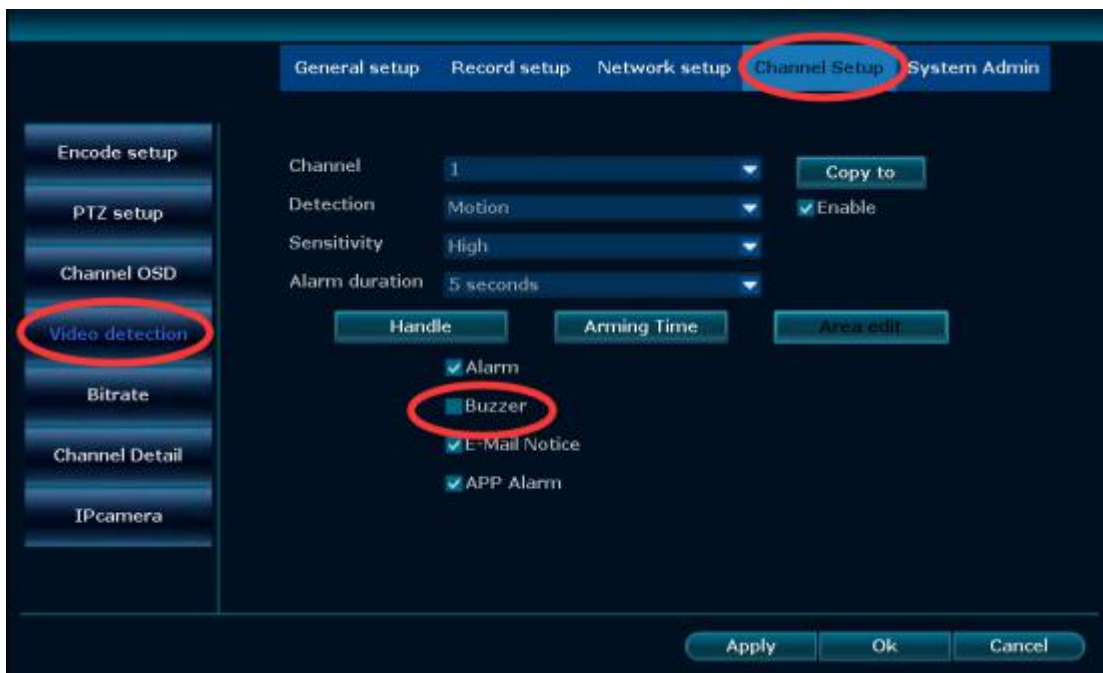 General setup Record setup Network setup Channel Setup System Admin
Encode setup
PTZ setup
Channel OSD
Video detection
Bitrate
Channel Detail
IPcamera
Channel 1 Copy to
Detection Motion Enable
Sensitivity High
Alarm duration 5 seconds
Handle Arming Time Area edit
Alarm
Buzzer
E-Mail Notice
APP Alarm
Apply Ok Cancel